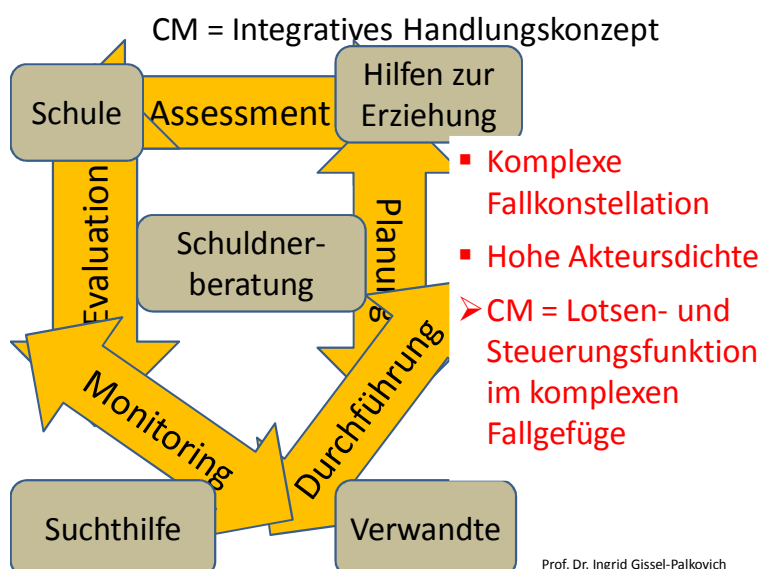 CM = Integratives Handlungskonzept
Schule
Assessment
Hilfen zur
Erziehung
Evaluation
Schuldner-
beratung
Planung
▪ Komplexe
Fallkonstellation
▪ Hohe Akteursdichte
➢ CM = Lotsen- und
Steuerungsfunktion
im komplexen
Fallgefüge
Monitoring
Durchführung
Suchthilfe
Verwandte
Prof. Dr. Ingrid Gissel-Palkovich